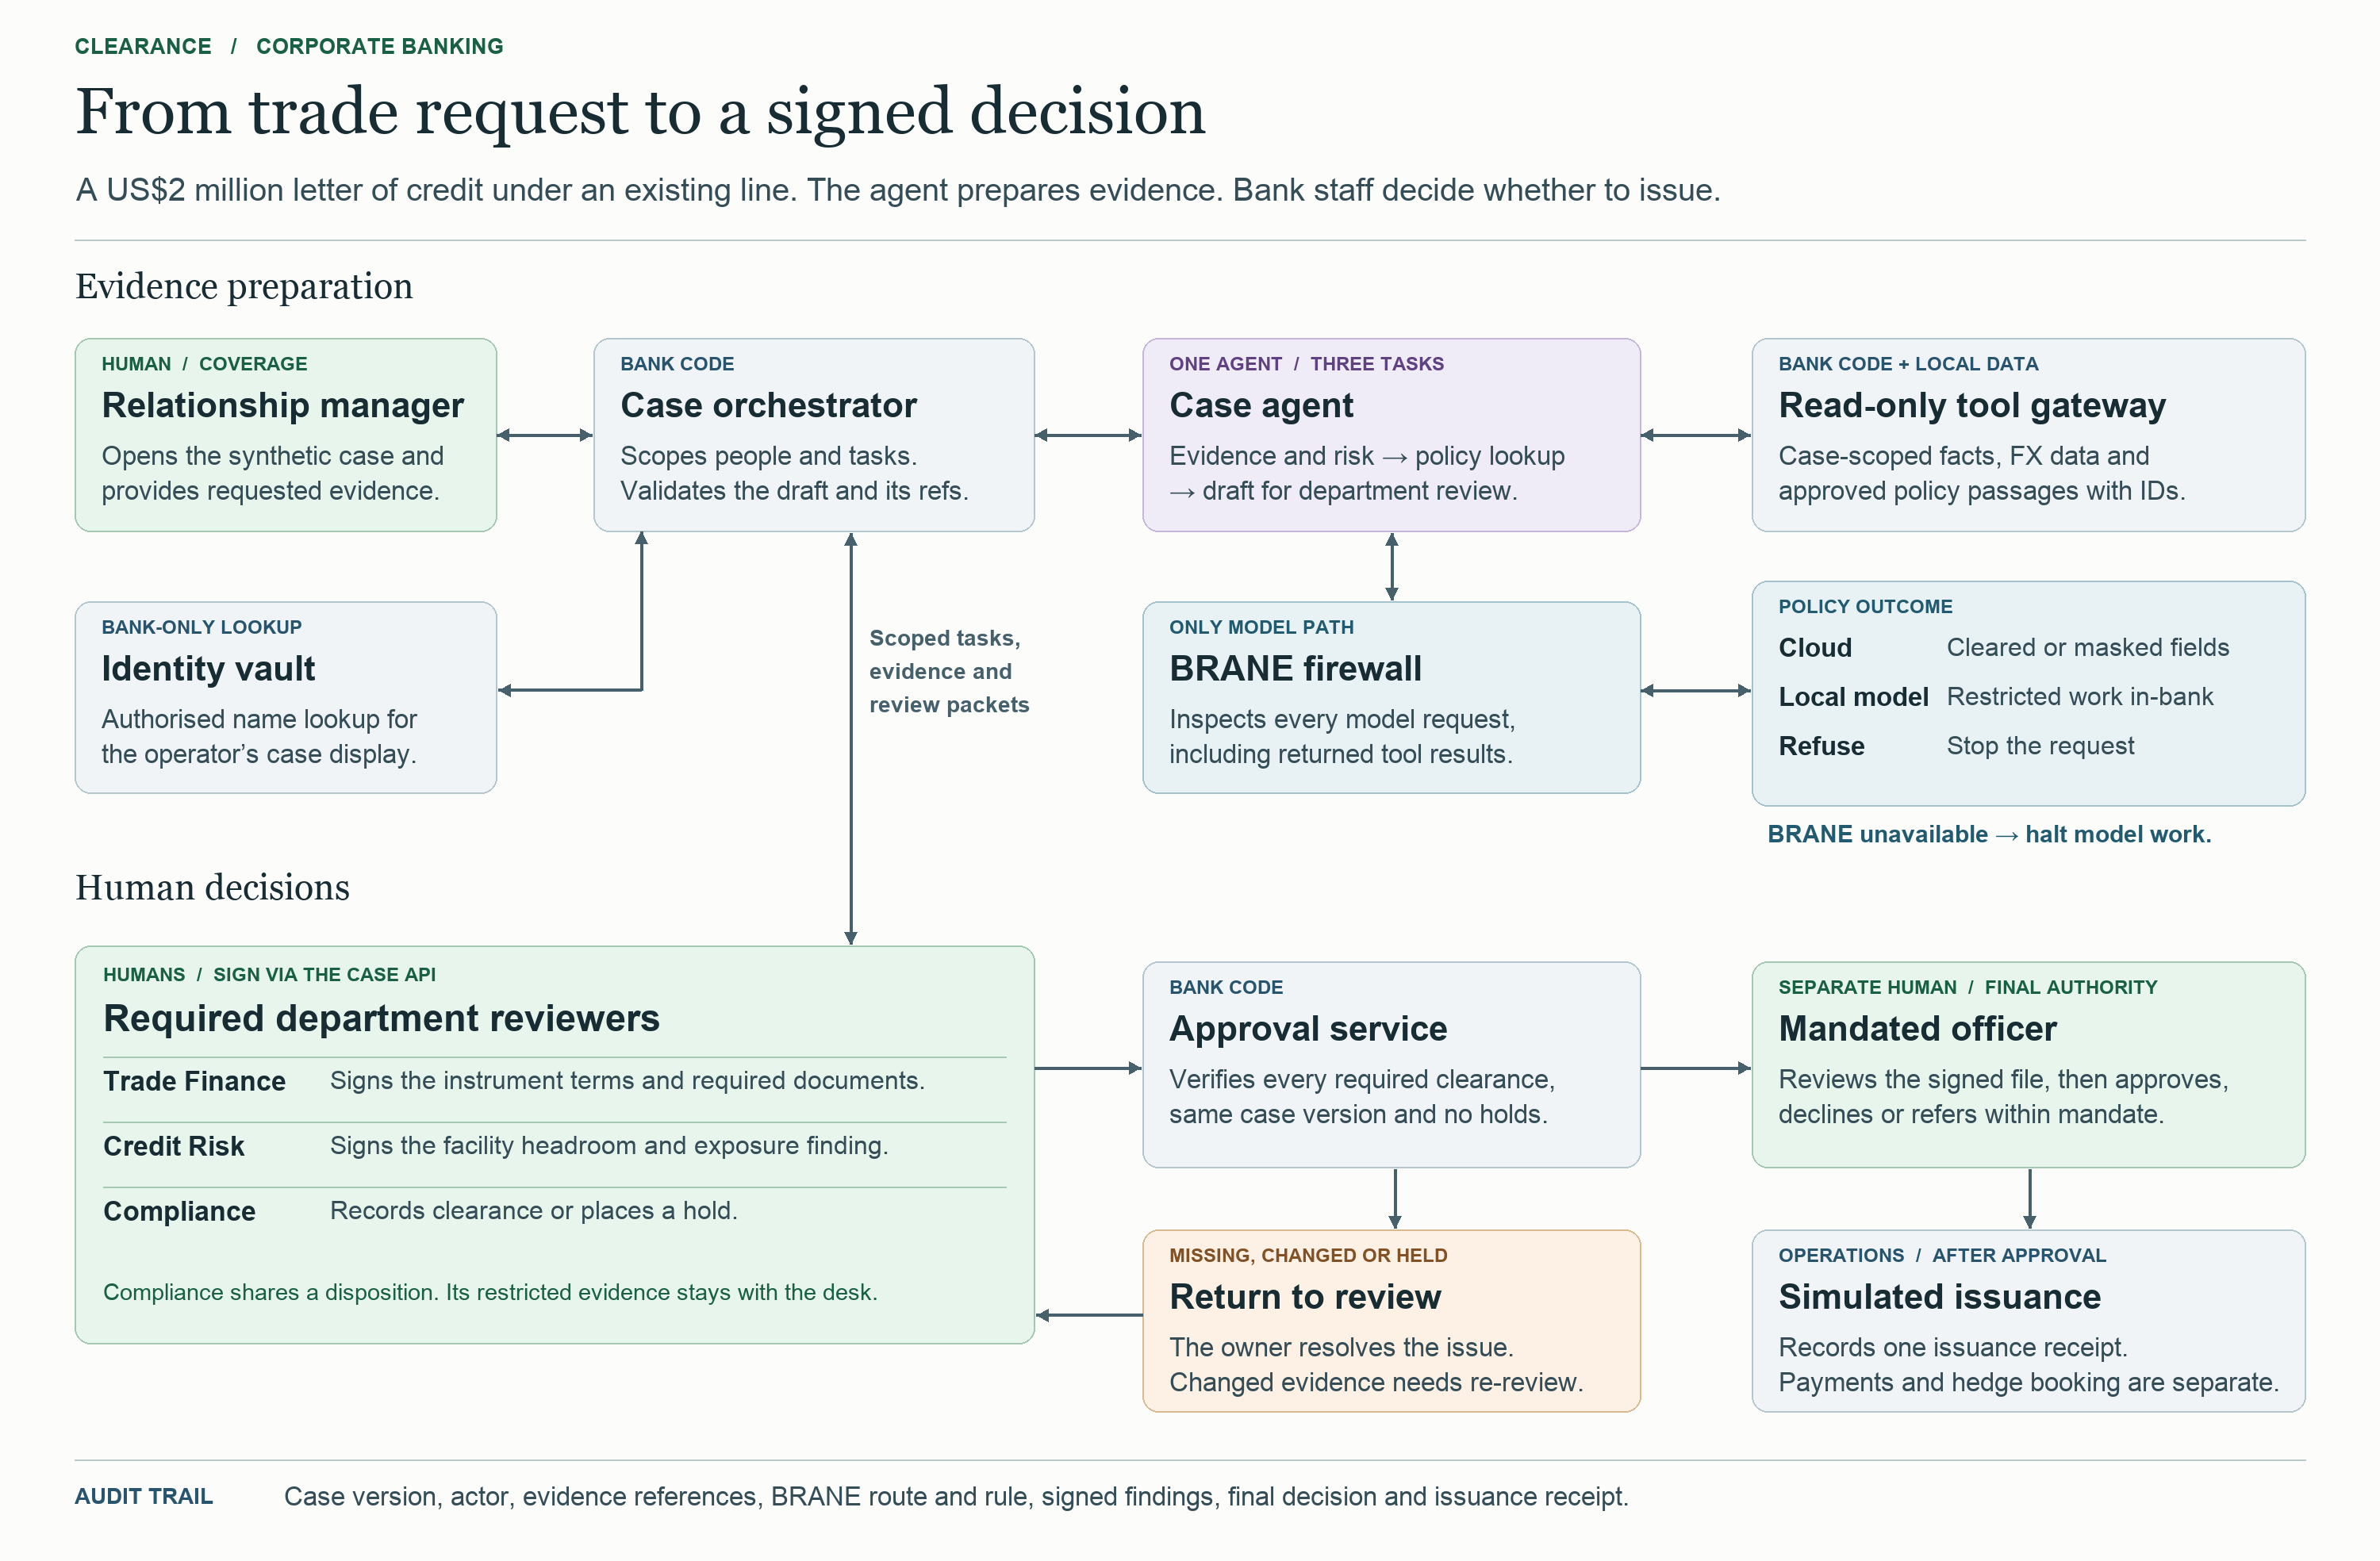 CLEARANCE / CORPORATE BANKING
From trade request to a signed decision
A US$2 million letter of credit under an existing line. The agent prepares evidence. Bank staff decide whether to issue.
Evidence preparation
HUMAN / COVERAGE
Relationship manager
Opens the synthetic case and
provides requested evidence.
BANK CODE
Case orchestrator
Scopes people and tasks.
Validates the draft and its refs.
ONE AGENT / THREE TASKS
Case agent
Evidence and risk → policy lookup
→ draft for department review.
BANK CODE + LOCAL DATA
Read-only tool gateway
Case-scoped facts, FX data and
approved policy passages with IDs.
BANK-ONLY LOOKUP
Identity vault
Authorised name lookup for
the operator’s case display.
Scoped tasks,
evidence and
review packets
ONLY MODEL PATH
BRANE firewall
Inspects every model request,
including returned tool results.
POLICY OUTCOME
Cloud Cleared or masked fields
Local model Restricted work in-bank
Refuse Stop the request
BRANE unavailable → halt model work.
Human decisions
HUMANS / SIGN VIA THE CASE API
Required department reviewers
Trade Finance Signs the instrument terms and required documents.
Credit Risk Signs the facility headroom and exposure finding.
Compliance Records clearance or places a hold.
Compliance shares a disposition. Its restricted evidence stays with the desk.
BANK CODE
Approval service
Verifies every required clearance,
same case version and no holds.
SEPARATE HUMAN / FINAL AUTHORITY
Mandated officer
Reviews the signed file, then approves,
declines or refers within mandate.
MISSING, CHANGED OR HELD
Return to review
The owner resolves the issue.
Changed evidence needs re-review.
OPERATIONS / AFTER APPROVAL
Simulated issuance
Records one issuance receipt.
Payments and hedge booking are separate.
AUDIT TRAIL Case version, actor, evidence references, BRANE route and rule, signed findings, final decision and issuance receipt.